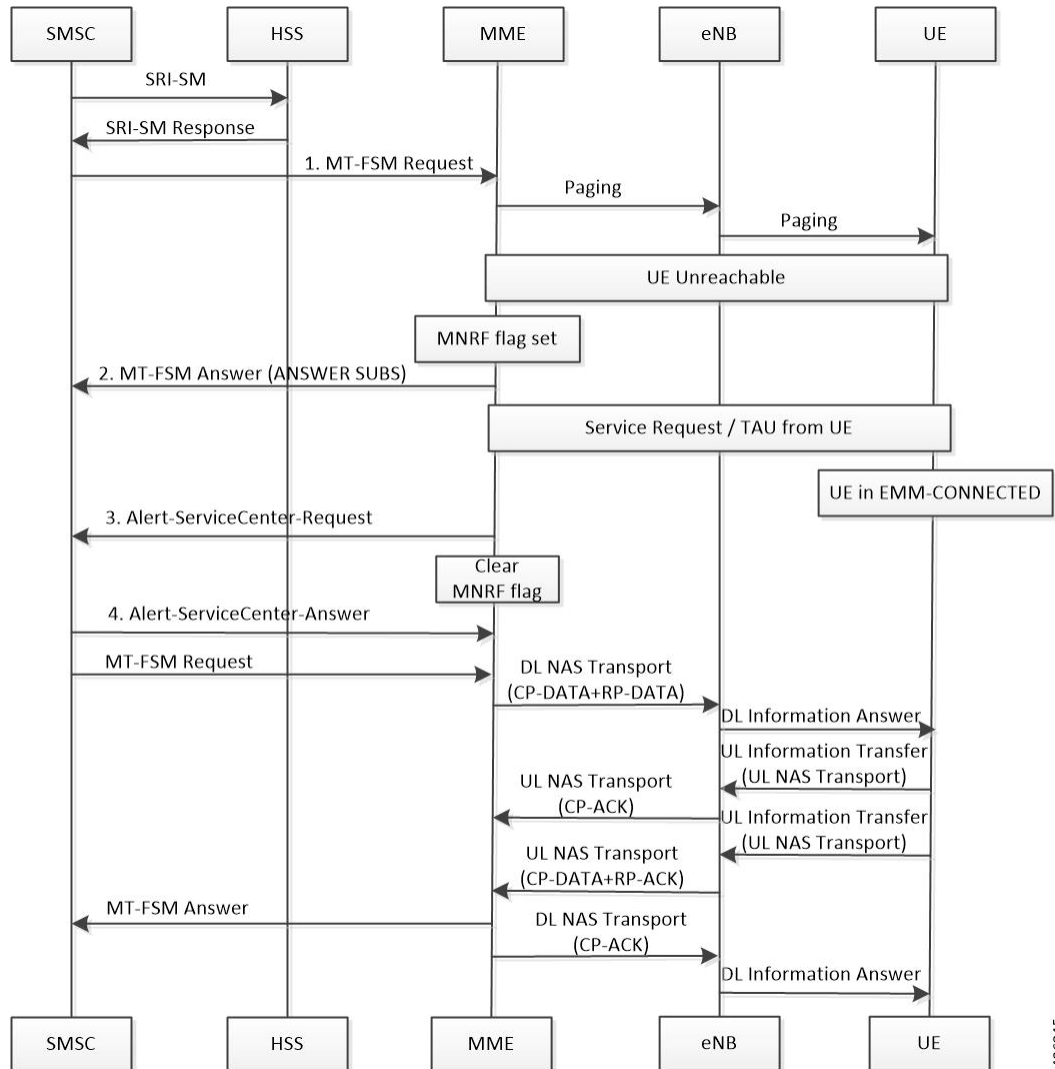 SMSC
HSS
MME
eNB
UE
SRI-SM
SRI-SM Response
1. MT-FSM Request
Paging
Paging
UE Unreachable
MNRF flag set
2. MT-FSM Answer (ANSWER SUBS)
Service Request / TAU from UE
UE in EMM-CONNECTED
3. Alert-ServiceCenter-Request
Clear
MNRF flag
4. Alert-ServiceCenter-Answer
MT-FSM Request
DL NAS Transport
(CP-DATA+RP-DATA)
DL Information Answer
UL Information Transfer
(UL NAS Transport)
UL NAS Transport
(CP-ACK)
UL Information Transfer
(UL NAS Transport)
UL NAS Transport
(CP-DATA+RP-ACK)
MT-FSM Answer
DL NAS Transport
(CP-ACK)
DL Information Answer
SMSC
HSS
MME
eNB
UE